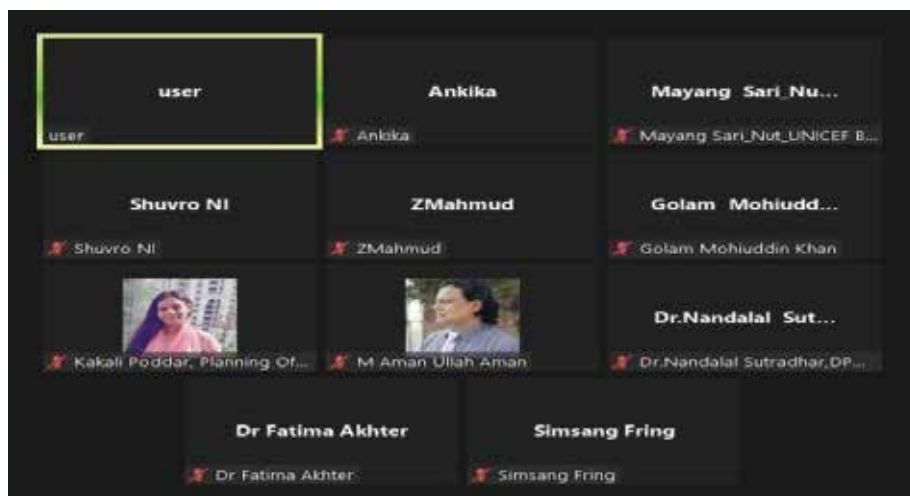 user
user
Ankika
Ankika
Mayang Sari_Nu...
Mayang Sari_Nut_UNICEF B...
Shuvro NI
Shuvro NI
ZMahmud
ZMahmud
Golam Mohiudd...
Golam Mohiuddin Khan
Kakali Poddar, Planning Of...
M Aman Ullah Aman
Dr.Nandalal Sut...
Dr.Nandalal Sutradhar,DP...
Dr Fatima Akhter
Dr Fatima Akhter
Simsang Fring
Simsang Fring